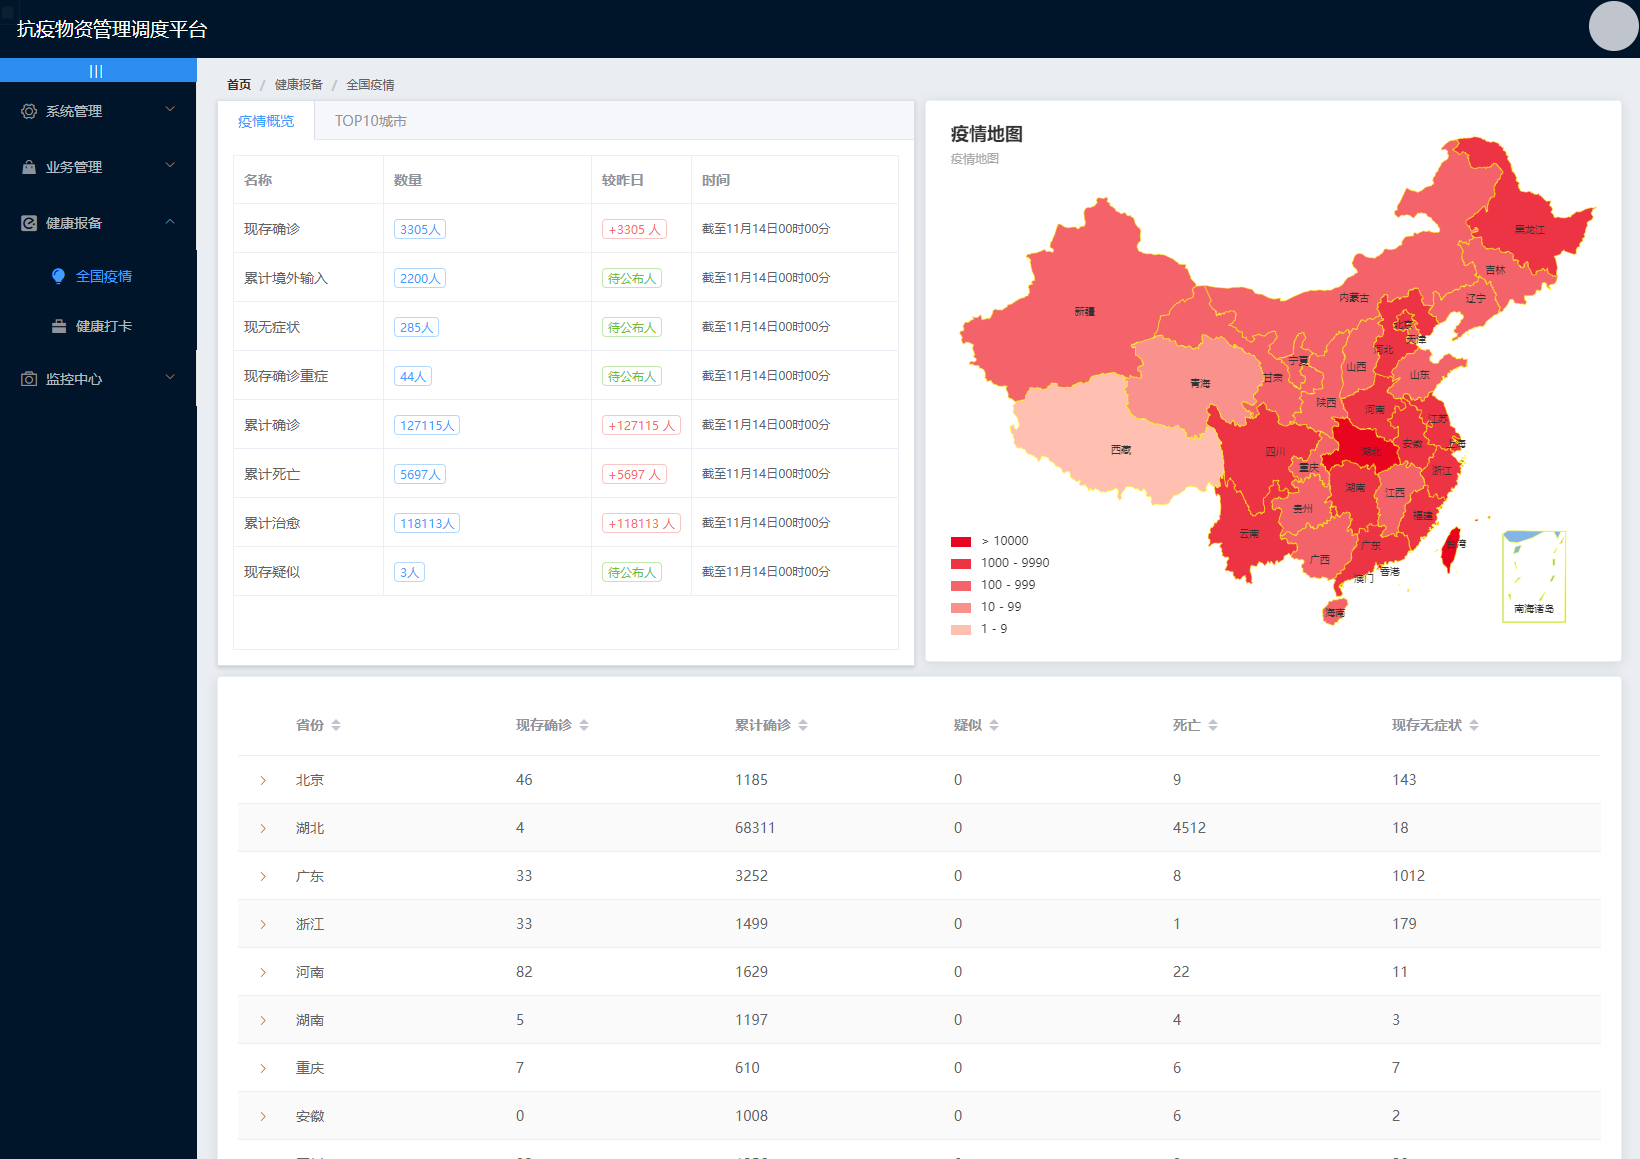 抗疫物资管理调度平台
系统管理
业务管理
健康报备
全国疫情
健康打卡
监控中心
首页 / 健康报备 / 全国疫情
疫情概览 TOP10城市
名称 数量 较昨日 时间
现存确诊 3305人 +3305 人 截至11月14日00时00分
累计境外输入 2200人 待公布人 截至11月14日00时00分
现无症状 285人 待公布人 截至11月14日00时00分
现存确诊重症 44人 待公布人 截至11月14日00时00分
累计确诊 127115人 +127115 人 截至11月14日00时00分
累计死亡 5697人 +5697 人 截至11月14日00时00分
累计治愈 118113人 +118113 人 截至11月14日00时00分
现存疑似 3人 待公布人 截至11月14日00时00分
疫情地图
疫情地图
黑龙江
吉林
辽宁
内蒙古
新疆
北京
天津
河北
宁夏
山西
山东
甘肃
青海
陕西
河南
江苏
上海
安徽
西藏
四川
湖北
重庆
浙江
湖南
江西
贵州
福建
云南
广东
台湾
广西
香港
澳门
海南
南海诸岛
> 10000
1000 - 9990
100 - 999
10 - 99
1 - 9
省份 现存确诊 累计确诊 疑似 死亡 现存无症状
北京 46 1185 0 9 143
湖北 4 68311 0 4512 18
广东 33 3252 0 8 1012
浙江 33 1499 0 1 179
河南 82 1629 0 22 11
湖南 5 1197 0 4 3
重庆 7 610 0 6 7
安徽 0 1008 0 6 2